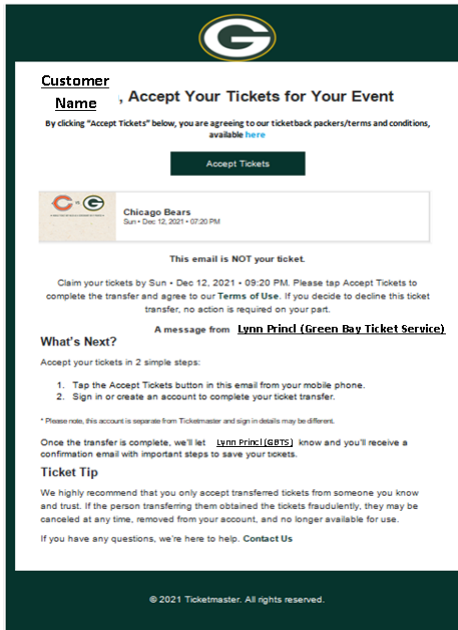 G
Customer
Name , Accept Your Tickets for Your Event
By clicking "Accept Tickets" below, you are agreeing to our ticketback packers/terms and conditions,
available here
Accept Tickets
C VS G
Chicago Bears
Sun • Dec 12, 2021 • 07:20 PM
This email is NOT your ticket.
Claim your tickets by Sun • Dec 12, 2021 • 09:20 PM. Please tap Accept Tickets to
complete the transfer and agree to our Terms of Use. If you decide to decline this ticket
transfer, no action is required on your part.
A message from Lynn Princl (Green Bay Ticket Service)
What's Next?
Accept your tickets in 2 simple steps:
1. Tap the Accept Tickets button in this email from your mobile phone.
2. Sign in or create an account to complete your ticket transfer.
* Please note, this account is separate from Ticketmaster and sign in details may be different.
Once the transfer is complete, we'll let Lynn Princl (GBTS) know and you'll receive a
confirmation email with important steps to save your tickets.
Ticket Tip
We highly recommend that you only accept transferred tickets from someone you know
and trust. If the person transferring them obtained the tickets fraudulently, they may be
canceled at any time, removed from your account, and no longer available for use.
If you have any questions, we're here to help. Contact Us
© 2021 Ticketmaster. All rights reserved.